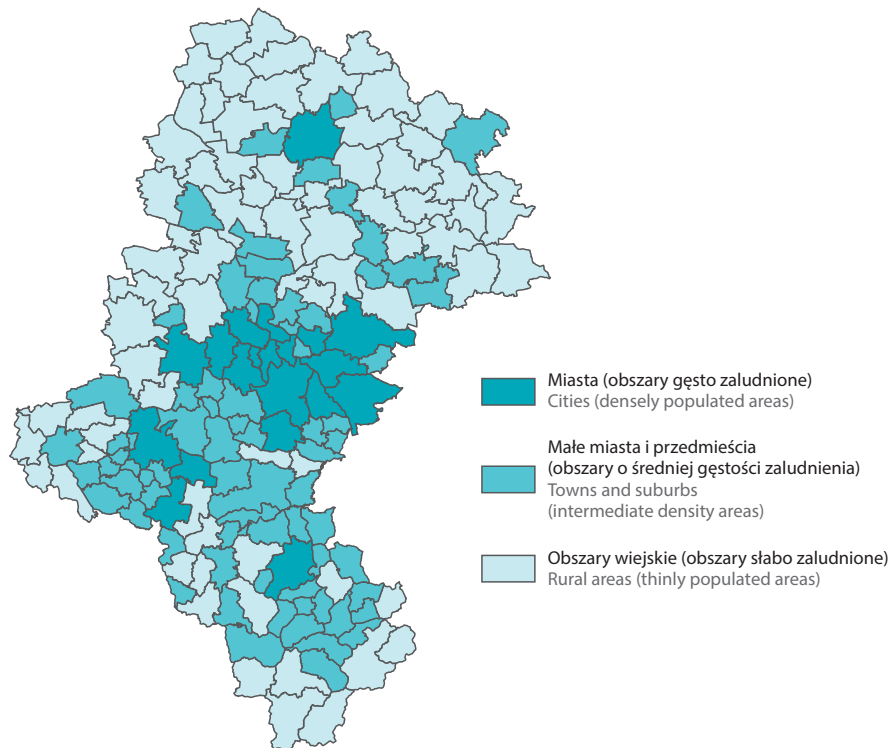 Miasta (obszary gęsto zaludnione)
Cities (densely populated areas)
Małe miasta i przedmieścia
(obszary o średniej gęstości zaludnienia)
Towns and suburbs
(intermediate density areas)
Obszary wiejskie (obszary słabo zaludnione)
Rural areas (thinly populated areas)